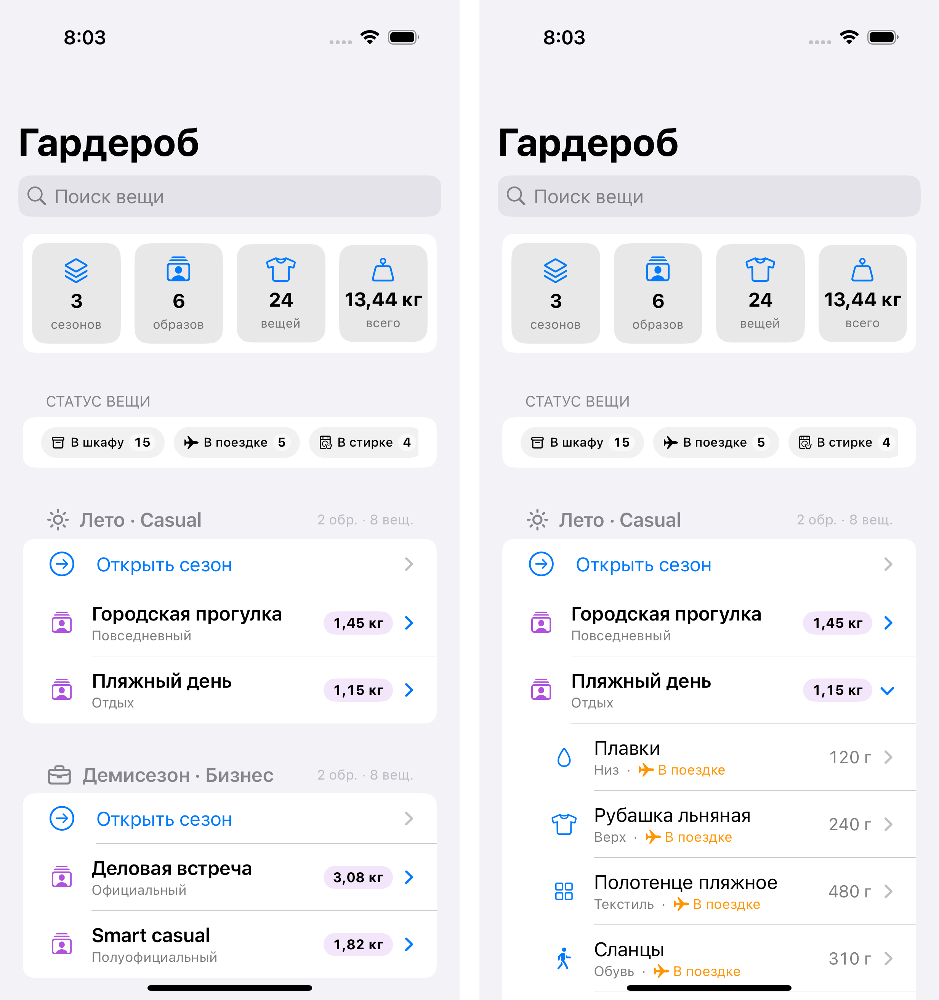 8:03
Гардероб
Поиск вещи
3
сезонов
6
образов
24
вещей
13,44 кг
всего
СТАТУС ВЕЩИ
В шкафу 15
В поездке 5
В стирке 4
Лето · Casual
2 обр. · 8 вещ.
Открыть сезон
Городская прогулка
Повседневный
1,45 кг
Пляжный день
Отдых
1,15 кг
Демисезон · Бизнес
2 обр. · 8 вещ.
Открыть сезон
Деловая встреча
Официальный
3,08 кг
Smart casual
Полуофициальный
1,82 кг
8:03
Гардероб
Поиск вещи
3
сезонов
6
образов
24
вещей
13,44 кг
всего
СТАТУС ВЕЩИ
В шкафу 15
В поездке 5
В стирке 4
Лето · Casual
2 обр. · 8 вещ.
Открыть сезон
Городская прогулка
Повседневный
1,45 кг
Пляжный день
Отдых
1,15 кг
Плавки
Низ · В поездке
120 г
Рубашка льняная
Верх · В поездке
240 г
Полотенце пляжное
Текстиль · В поездке
480 г
Сланцы
Обувь · В поездке
310 г